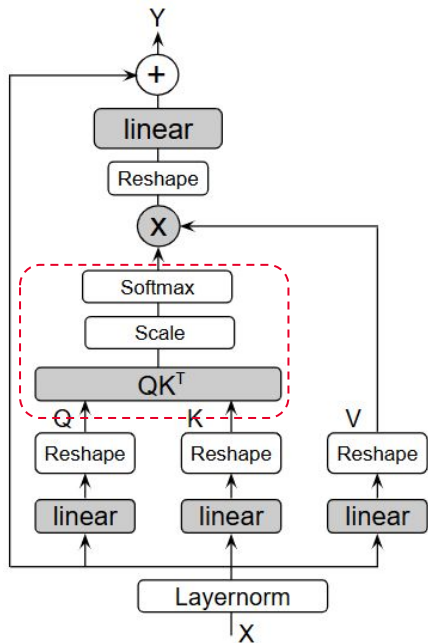 Y
+
linear
Reshape
X
Softmax
Scale
QKᵀ
Q K V
Reshape Reshape Reshape
linear linear linear
Layernorm
X